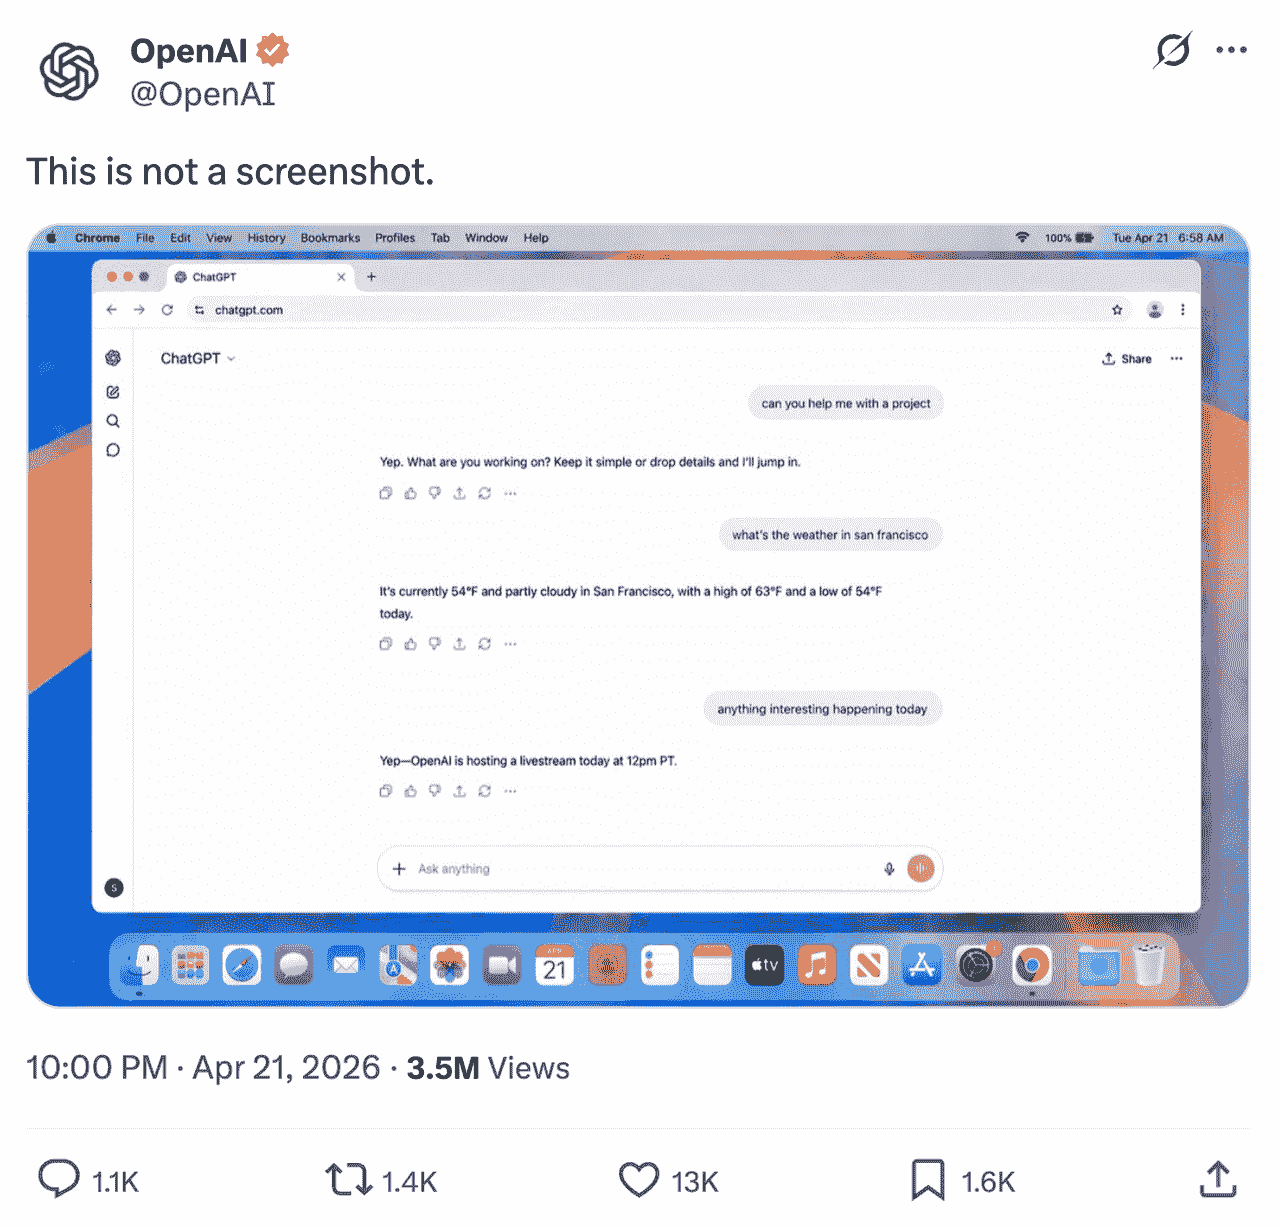 OpenAI
@OpenAI
This is not a screenshot.
Chrome File Edit View History Bookmarks Profiles Tab Window Help 100% Tue Apr 21 6:58 AM
ChatGPT
chatgpt.com
ChatGPT
Share
can you help me with a project
Yep. What are you working on? Keep it simple or drop details and I'll jump in.
what's the weather in san francisco
It's currently 54°F and partly cloudy in San Francisco, with a high of 63°F and a low of 54°F
today.
anything interesting happening today
Yep—OpenAI is hosting a livestream today at 12pm PT.
Ask anything
S
APR
21
tv
10:00 PM · Apr 21, 2026 · 3.5M Views
1.1K 1.4K 13K 1.6K